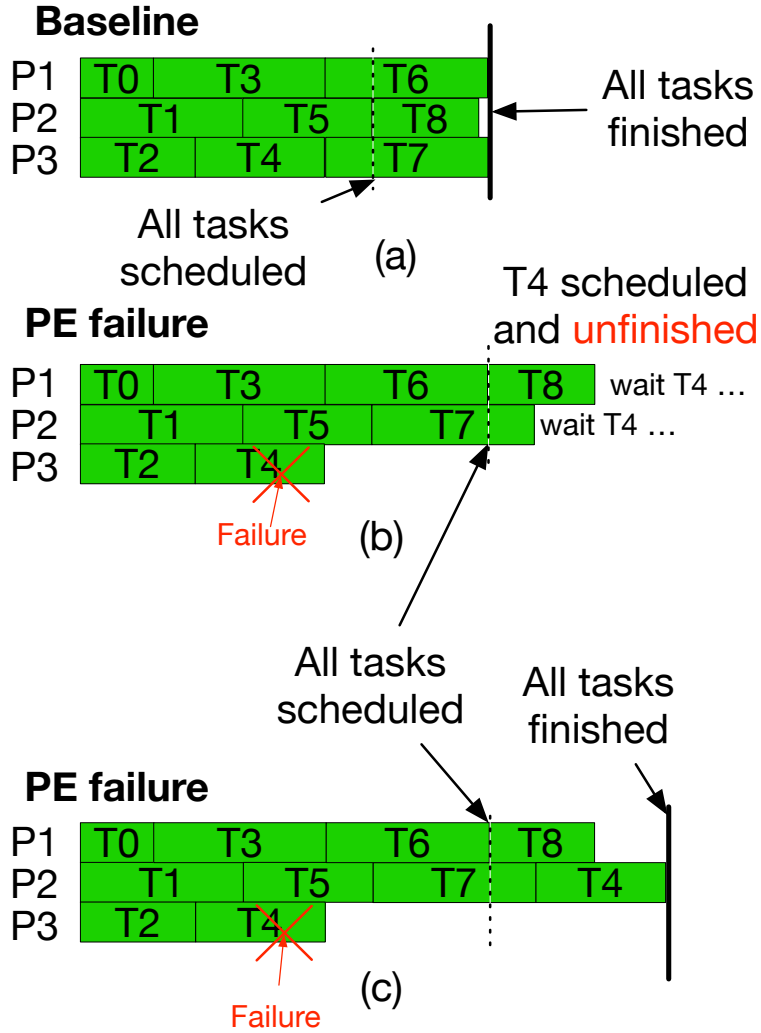 Baseline
P1 T0 T3 T6
P2 T1 T5 T8
P3 T2 T4 T7
All tasks
finished
All tasks
scheduled
(a)
T4 scheduled
and unfinished
PE failure
P1 T0 T3 T6 T8 wait T4 ...
P2 T1 T5 T7 wait T4 ...
P3 T2 T4
Failure
(b)
All tasks
scheduled
All tasks
finished
PE failure
P1 T0 T3 T6 T8
P2 T1 T5 T7 T4
P3 T2 T4
Failure
(c)